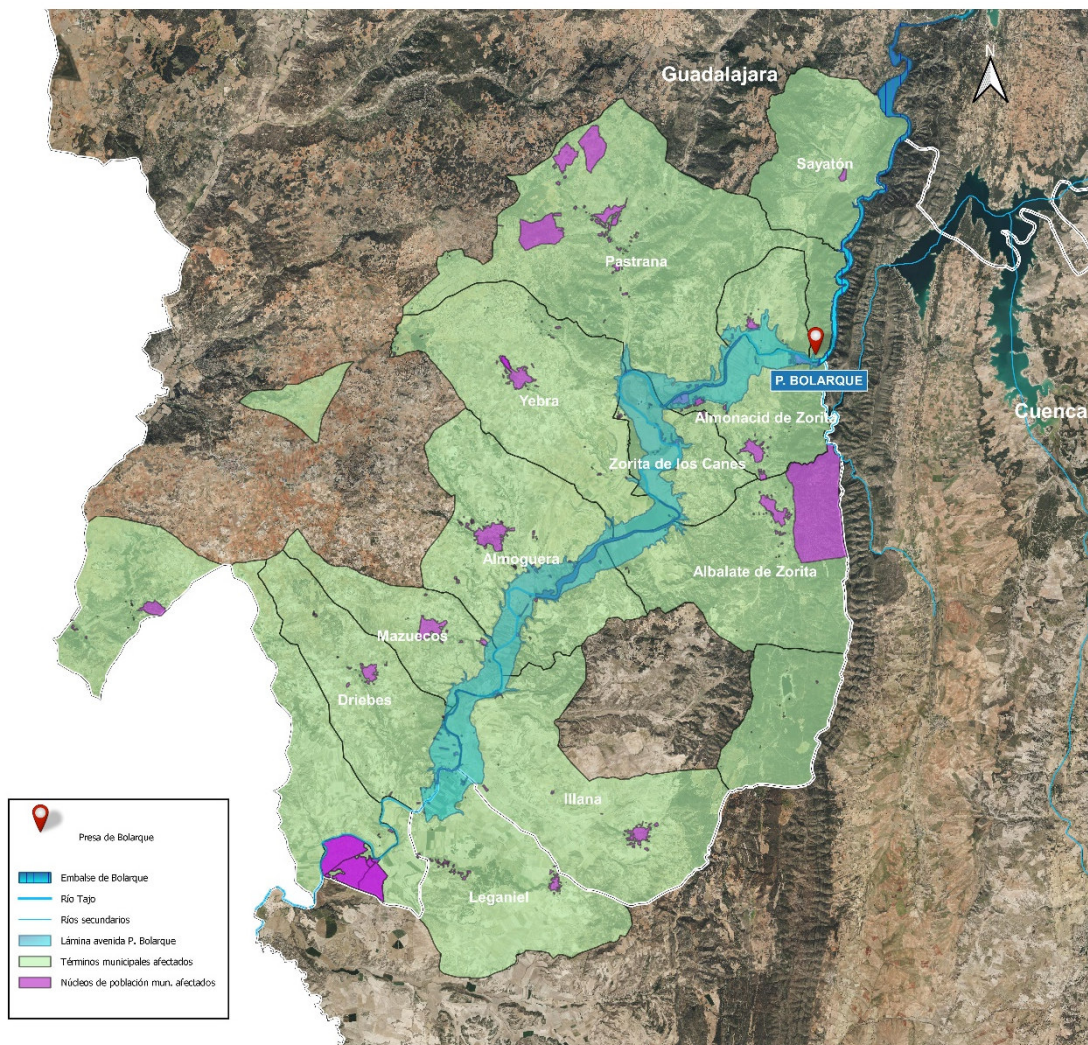 N
Guadalajara
Sayatón
Pastrana
P. BOLARQUE
Yebra
Almonacid de Zorita
Cuenca
Zorita de los Canes
Almoguera
Albalate de Zorita
Mazuecos
Driebes
Illana
Leganiel
Presa de Bolarque
Embalse de Bolarque
Río Tajo
Ríos secundarios
Lámina avenida P. Bolarque
Términos municipales afectados
Núcleos de población mun. afectados